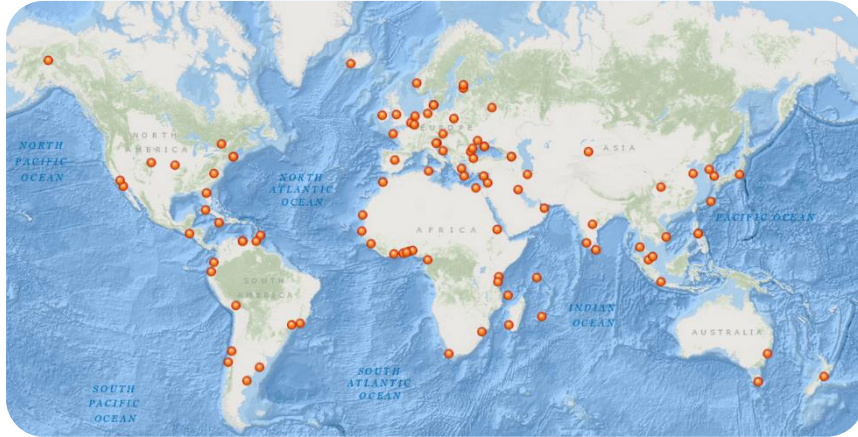 NORTH
PACIFIC
OCEAN
NORTH
AMERICA
NORTH
ATLANTIC
OCEAN
EUROPE
ASIA
AFRICA
PACIFIC OCEAN
SOUTH
AMERICA
INDIAN
OCEAN
AUSTRALIA
SOUTH
PACIFIC
OCEAN
SOUTH
ATLANTIC
OCEAN